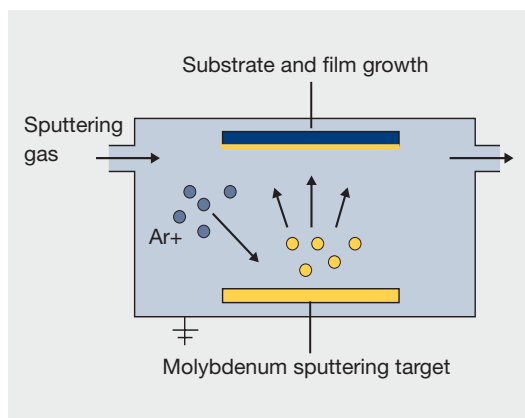 Substrate and film growth
Sputtering
gas
Ar+
Molybdenum sputtering target